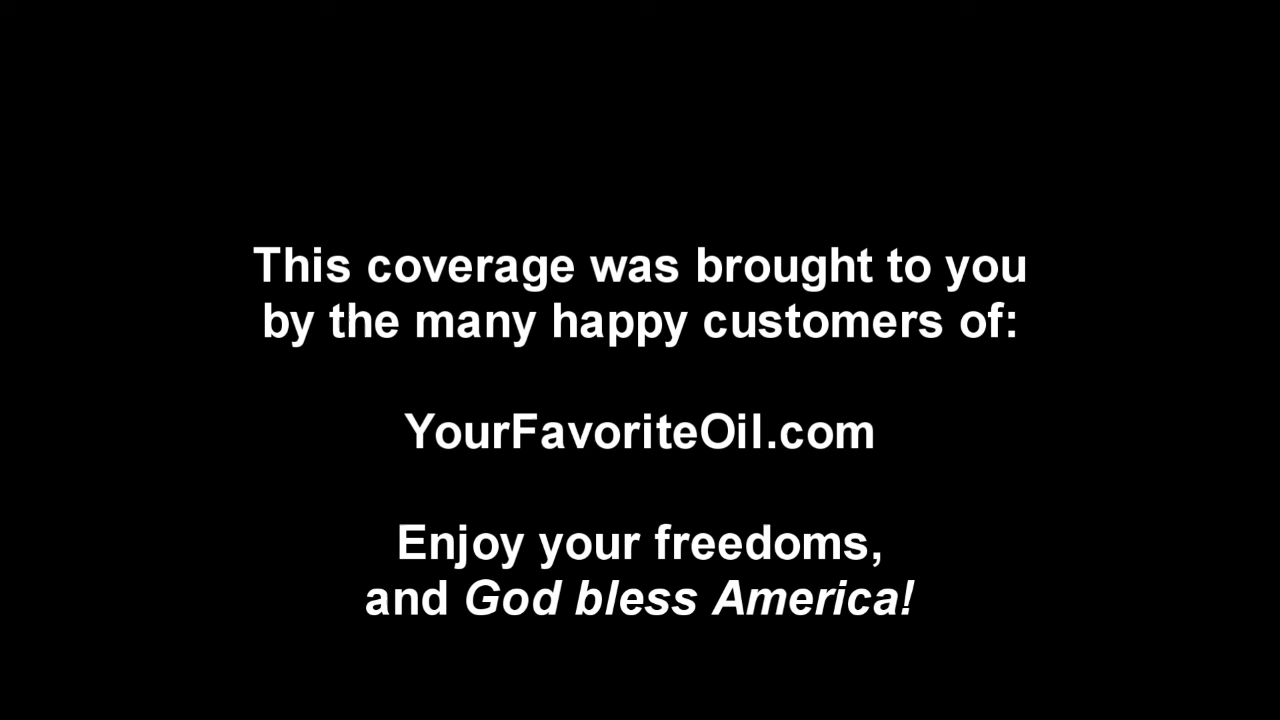 This coverage was brought to you
by the many happy customers of:
YourFavoriteOil.com
Enjoy your freedoms,
and God bless America!